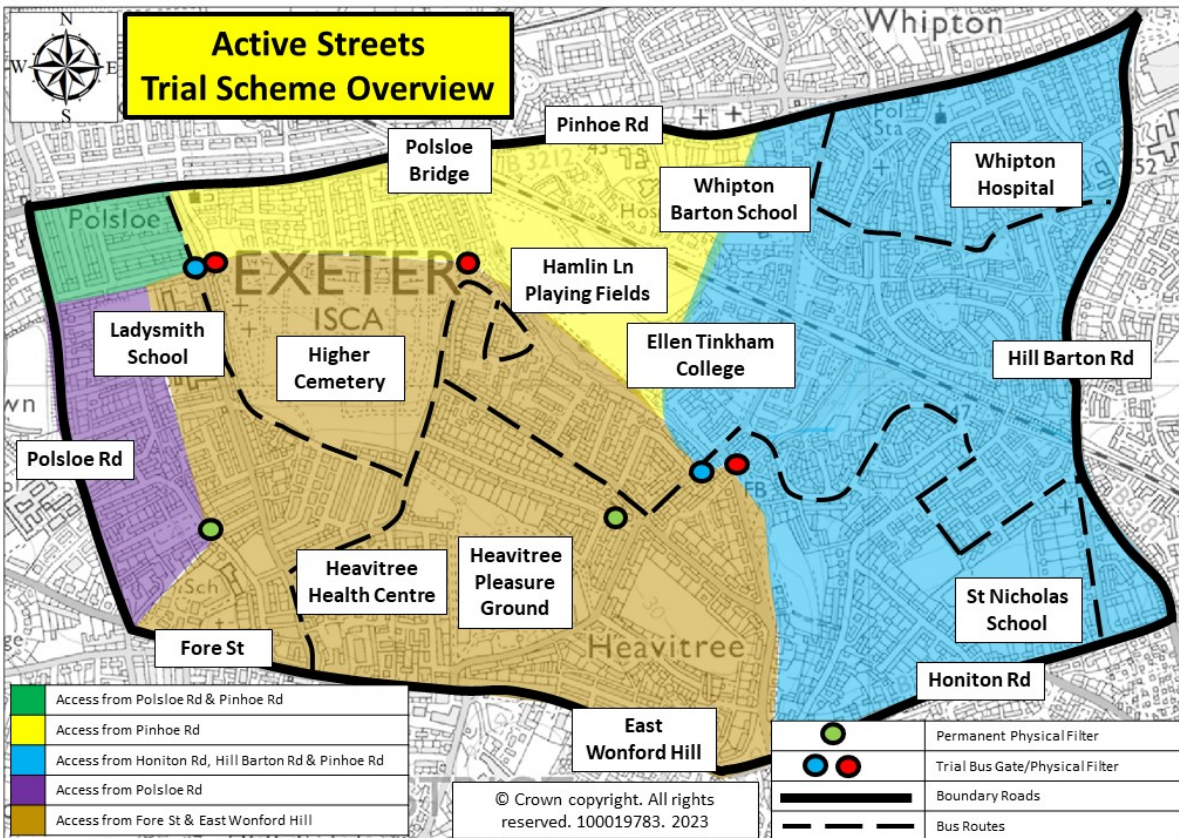 N
W
E
S
Active Streets
Trial Scheme Overview
Whipton
Pinhoe Rd
Polsloe
Bridge
Pol
Sta
Whipton
Barton School
Whipton
Hospital
52
Polsloe
EXETER
ISCA
Hamlin Ln
Playing Fields
Ladysmith
School
Higher
Cemetery
Ellen Tinkham
College
Hill Barton Rd
Polsloe Rd
47
FB
Heavitree
Health Centre
Heavitree
Pleasure
Ground
Heavitree
St Nicholas
School
Fore St
Honiton Rd
East
Wonford Hill
Access from Polsloe Rd & Pinhoe Rd
Access from Pinhoe Rd
Access from Honiton Rd, Hill Barton Rd & Pinhoe Rd
Access from Polsloe Rd
Access from Fore St & East Wonford Hill
© Crown copyright. All rights
reserved. 100019783. 2023
Permanent Physical Filter
Trial Bus Gate/Physical Filter
Boundary Roads
Bus Routes